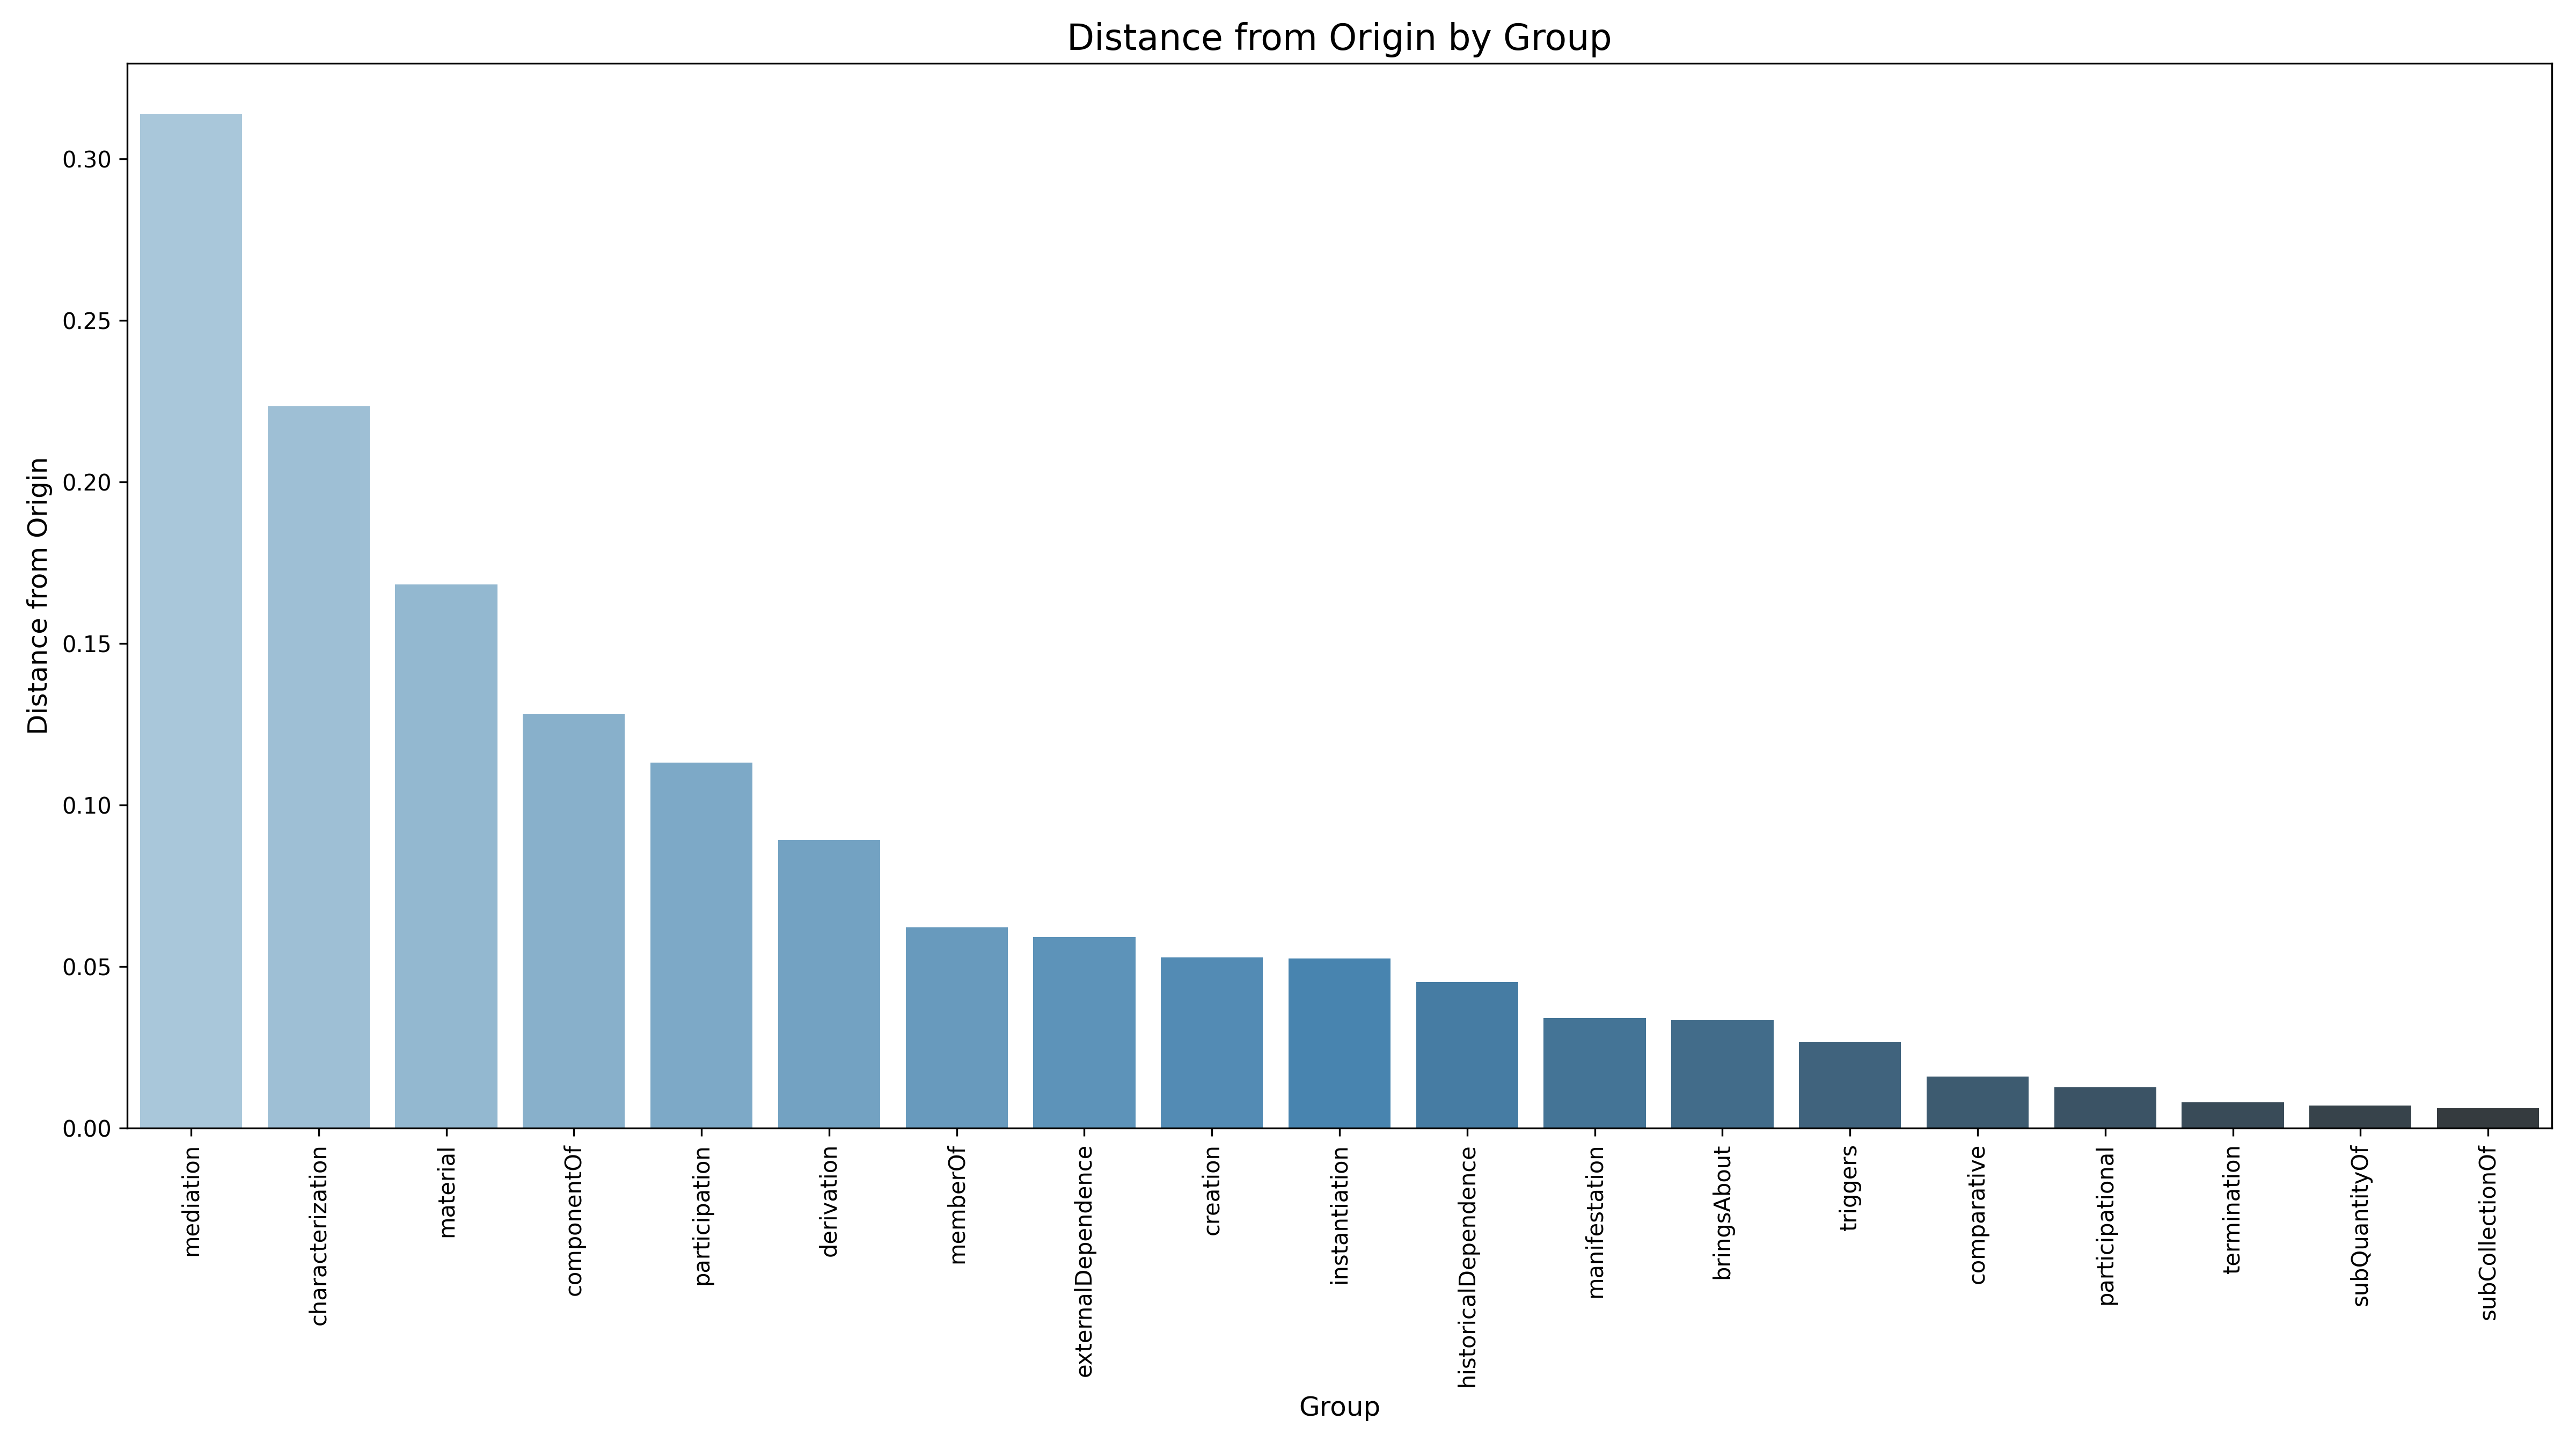 Distance from Origin by Group
Distance from Origin
0.30
0.25
0.20
0.15
0.10
0.05
0.00
mediation
characterization
material
componentOf
participation
derivation
memberOf
externalDependence
creation
instantiation
historicalDependence
manifestation
bringsAbout
triggers
comparative
participational
termination
subQuantityOf
subCollectionOf
Group